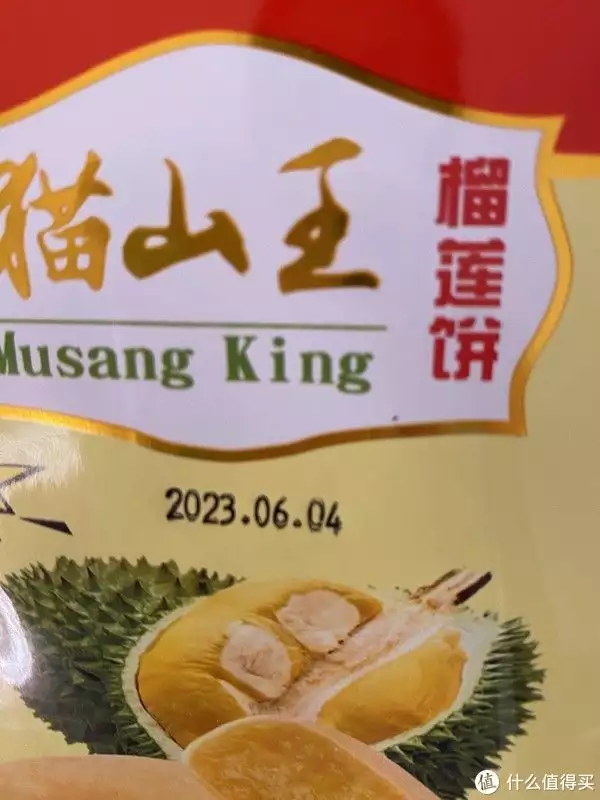 猫山王
榴莲饼
Musang King
2023.06.04
值 什么值得买